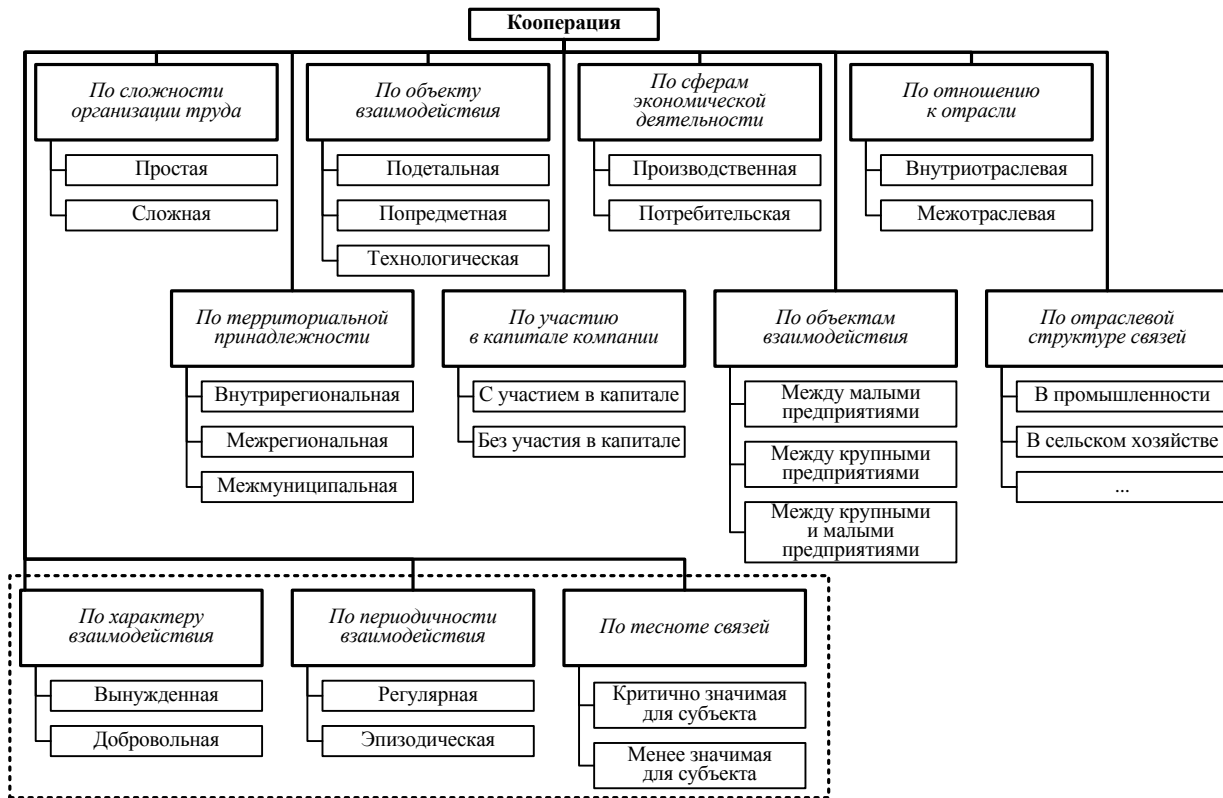 Кооперация
По сложности
организации труда
Простая
Сложная
По объекту
взаимодействия
Подетальная
Попредметная
Технологическая
По сферам
экономической
деятельности
Производственная
Потребительская
По отношению
к отрасли
Внутриотраслевая
Межотраслевая
По территориальной
принадлежности
Внутрирегиональная
Межрегиональная
Межмуниципальная
По участию
в капитале компании
С участием в капитале
Без участия в капитале
По объектам
взаимодействия
Между малыми
предприятиями
Между крупными
предприятиями
Между крупными
и малыми
предприятиями
По отраслевой
структуре связей
В промышленности
В сельском хозяйстве
...
По характеру
взаимодействия
Вынужденная
Добровольная
По периодичности
взаимодействия
Регулярная
Эпизодическая
По тесноте связей
Критично значимая
для субъекта
Менее значимая
для субъекта